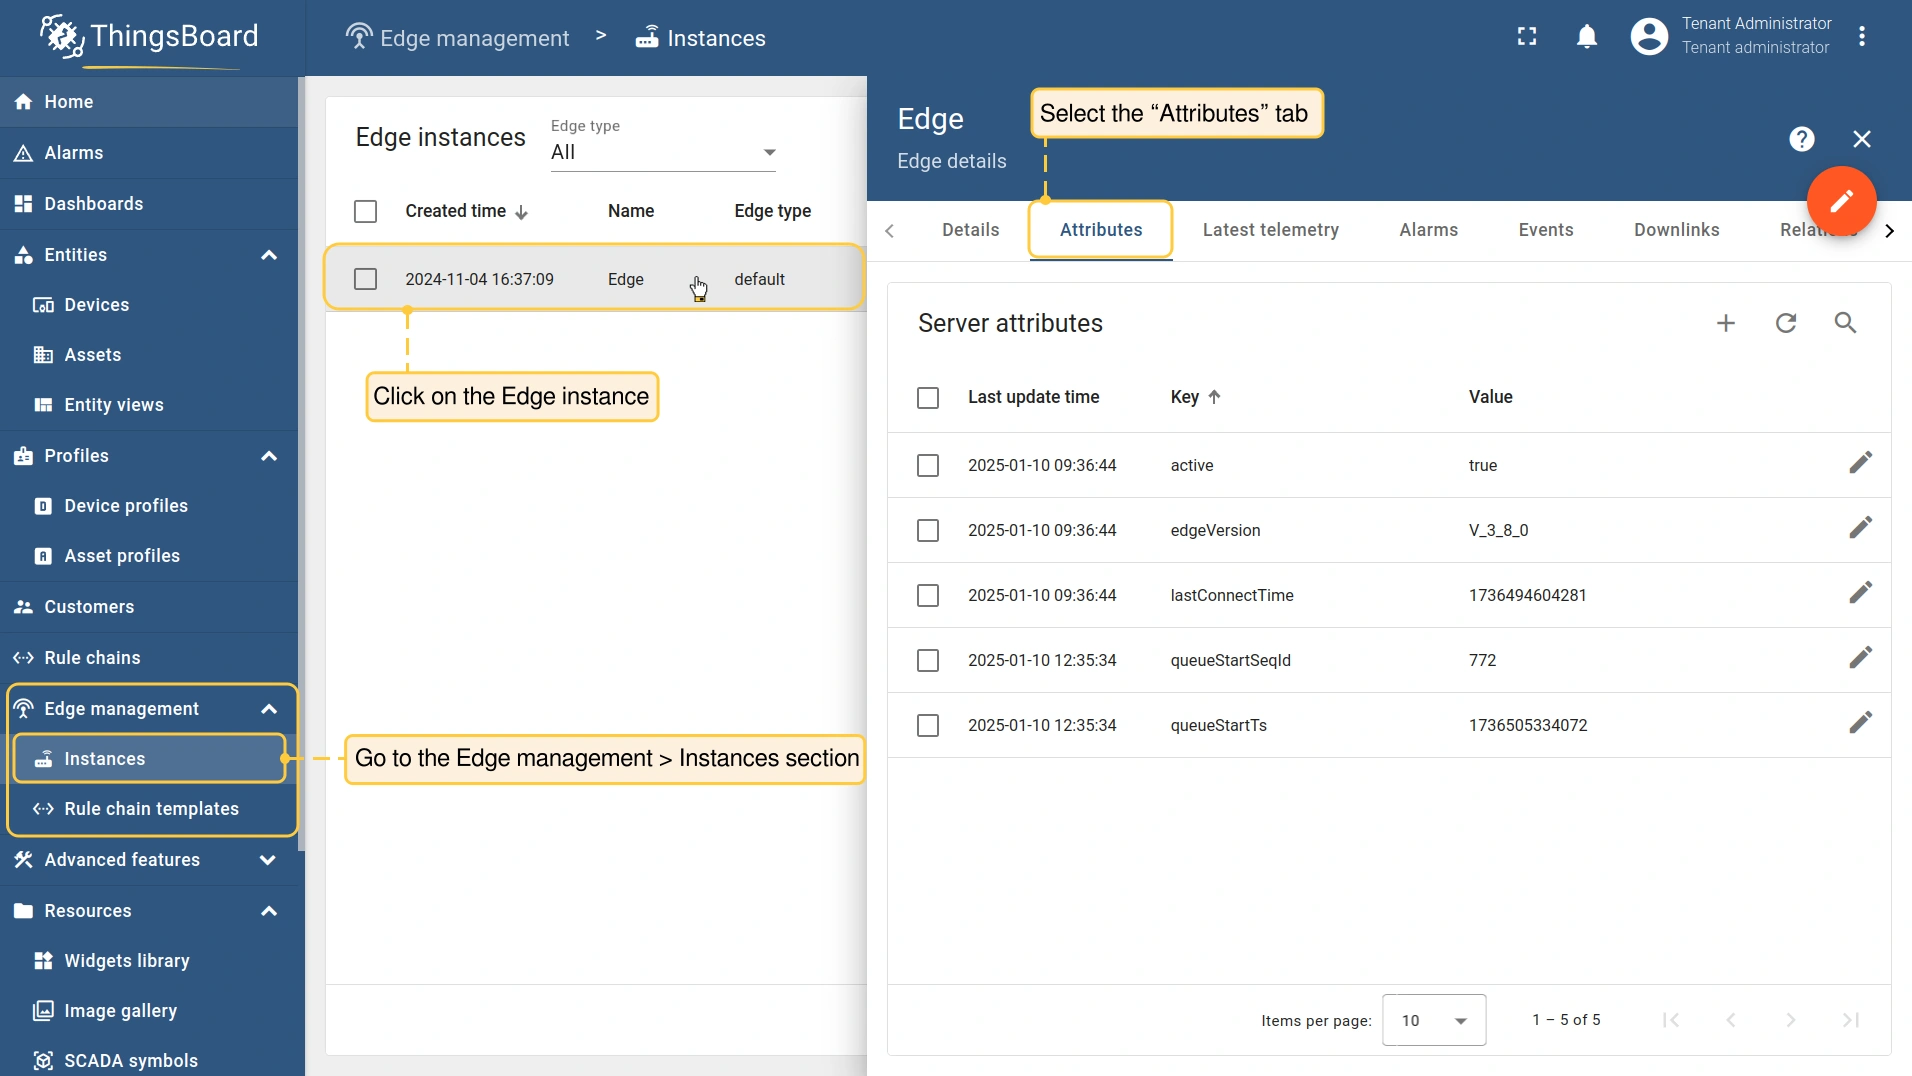 ThingsBoard
Edge management > Instances
Tenant Administrator
Tenant administrator
Home
Alarms
Dashboards
Entities
Devices
Assets
Entity views
Profiles
Device profiles
Asset profiles
Customers
Rule chains
Edge management
Instances
Rule chain templates
Advanced features
Resources
Widgets library
Image gallery
SCADA symbols
Edge instances
Edge type
All
Created time Name Edge type
2024-11-04 16:37:09 Edge default
Click on the Edge instance
Go to the Edge management > Instances section
Edge
Edge details
Select the “Attributes” tab
Details Attributes Latest telemetry Alarms Events Downlinks
Server attributes
Last update time Key Value
2025-01-10 09:36:44 active true
2025-01-10 09:36:44 edgeVersion V_3_8_0
2025-01-10 09:36:44 lastConnectTime 1736494604281
2025-01-10 12:35:34 queueStartSeqId 772
2025-01-10 12:35:34 queueStartTs 1736505334072
Items per page: 10 1 – 5 of 5